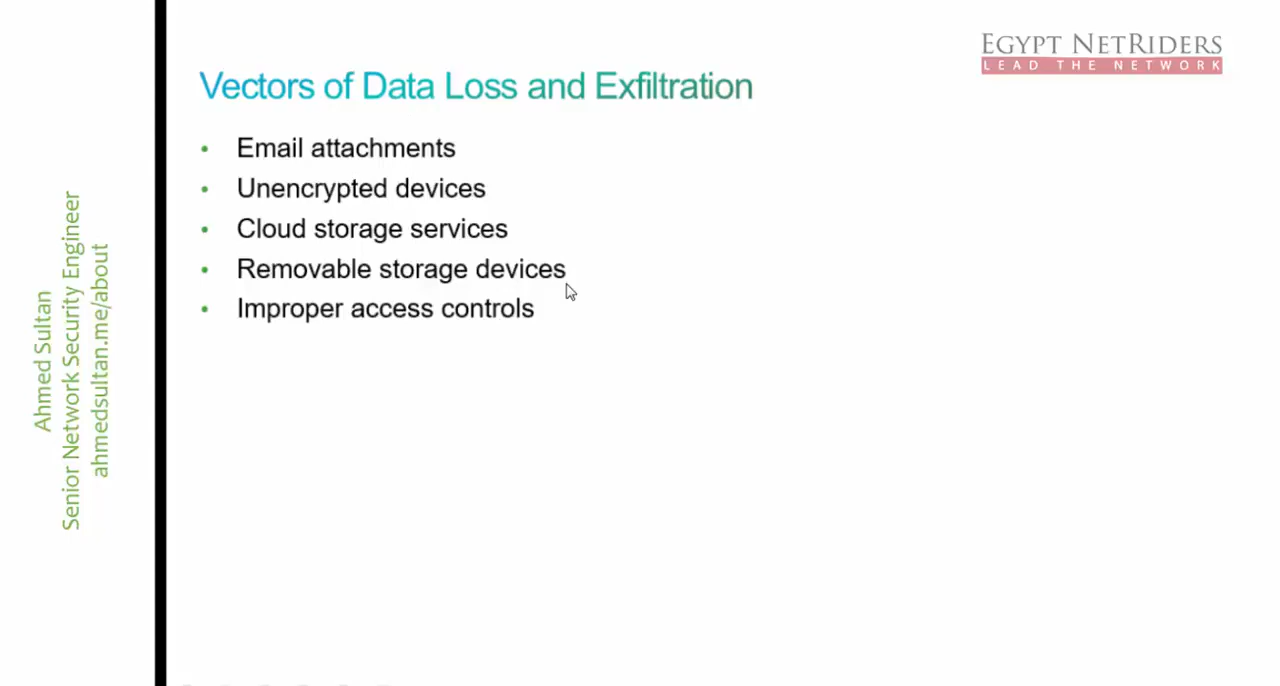 EGYPT NETRIDERS
LEAD THE NETWORK
Vectors of Data Loss and Exfiltration
• Email attachments
• Unencrypted devices
• Cloud storage services
• Removable storage devices
• Improper access controls
Ahmed Sultan
Senior Network Security Engineer
ahmedsultan.me/about